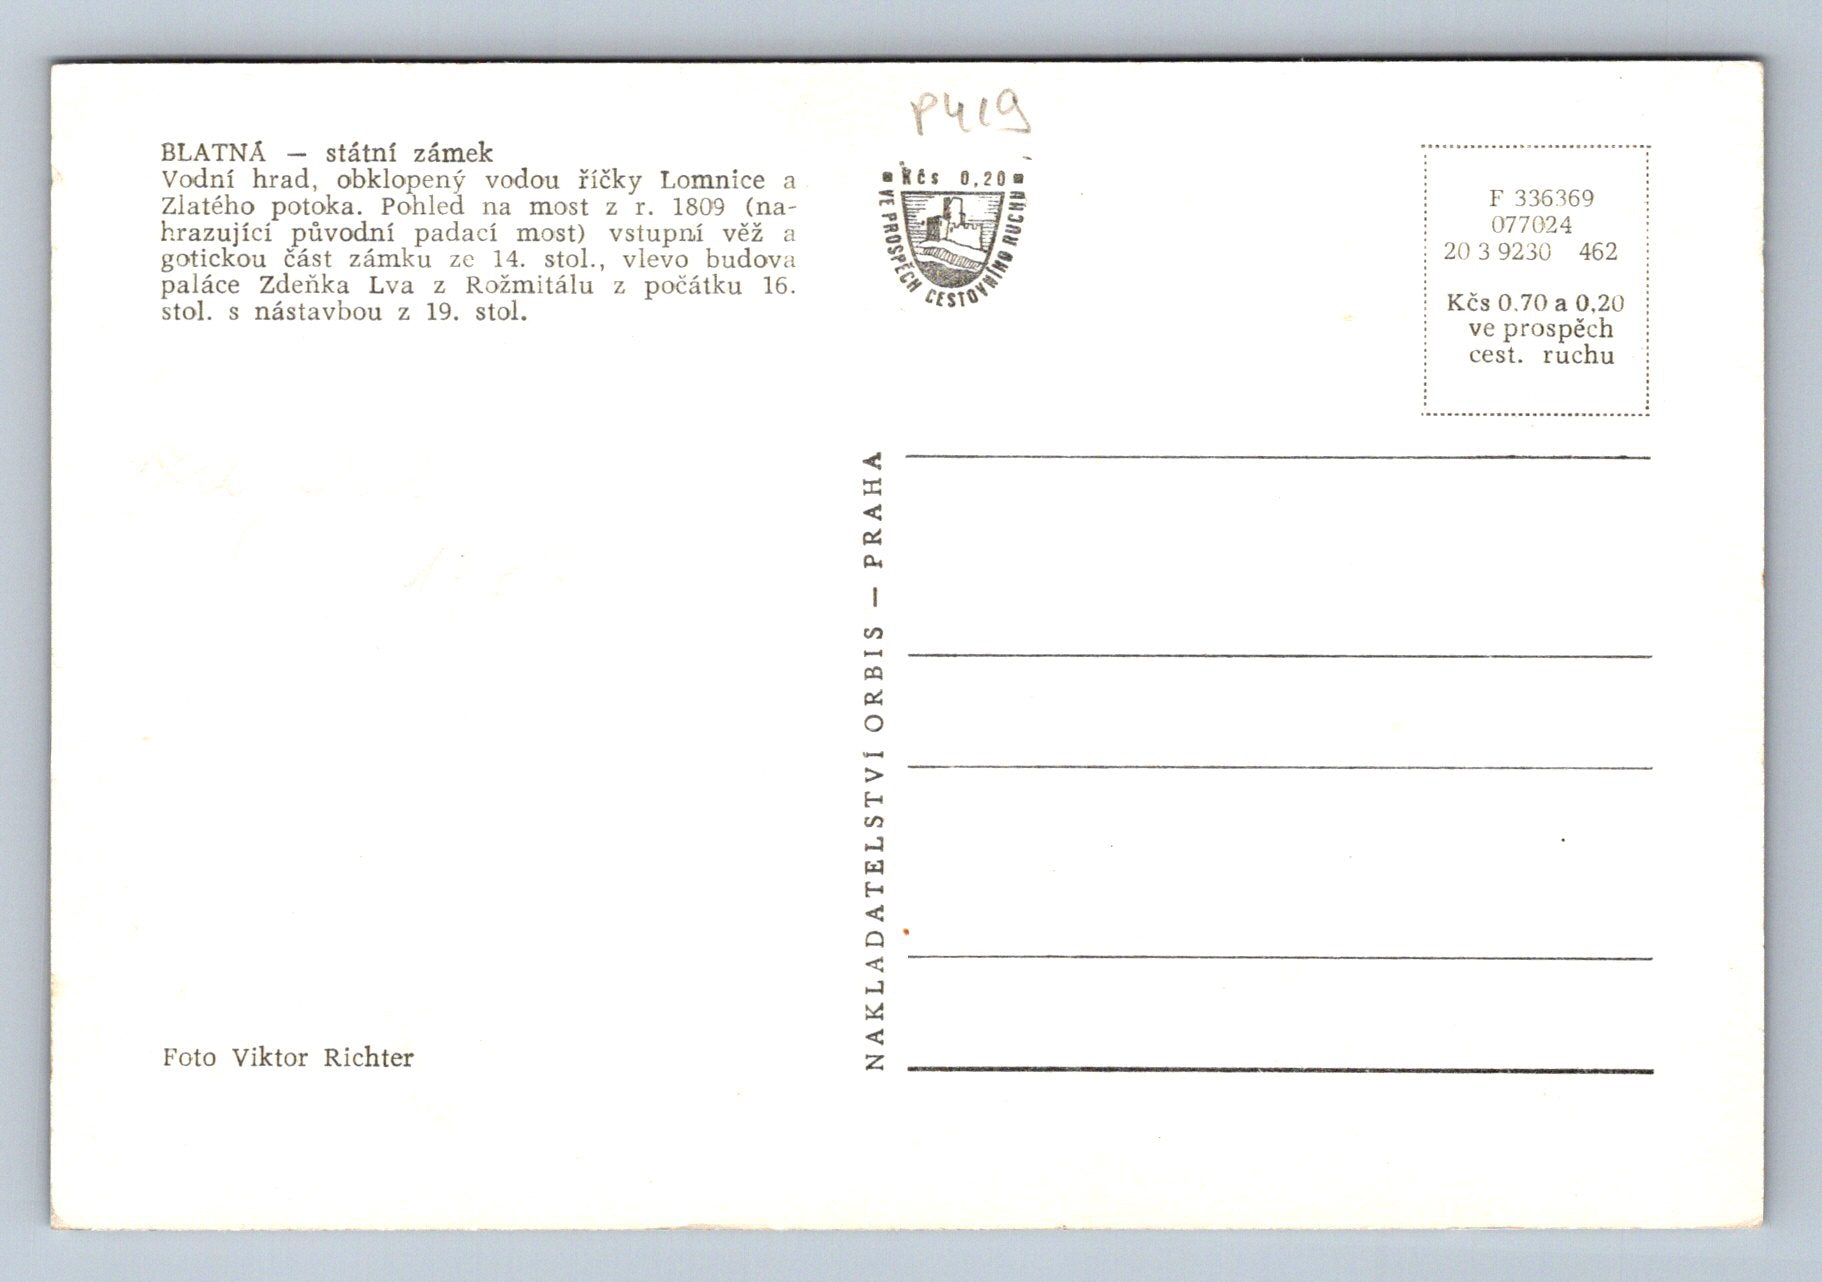 P419
BLATNÁ — státní zámek
Vodní hrad, obklopený vodou říčky Lomnice a
Zlatého potoka. Pohled na most z r. 1809 (na-
hrazující původní padací most) vstupní věž a
gotickou část zámku ze 14. stol., vlevo budova
paláce Zdeňka Lva z Rožmitálu z počátku 16.
stol. s nástavbou z 19. stol.
Foto Viktor Richter
Kčs 0,20
VE PROSPĚCH CESTOVNÍHO RUCHU
NAKLADATELSTVÍ ORBIS — PRAHA
F 336369
077024
20 3 9230 462
Kčs 0,70 a 0,20
ve prospěch
cest. ruchu